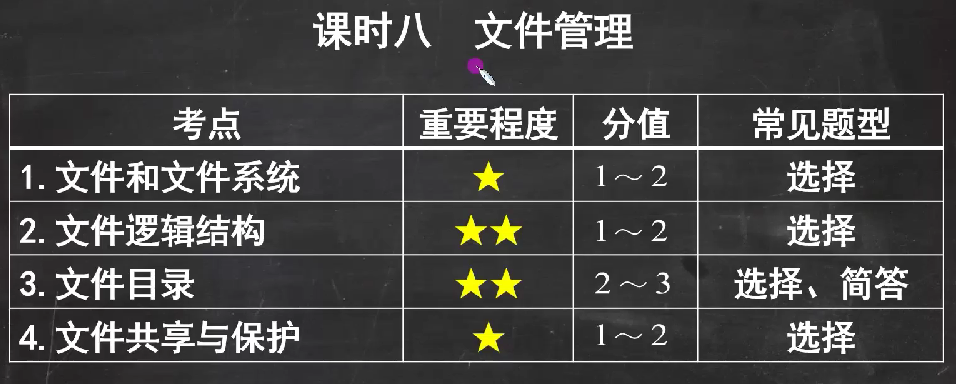 课时八 文件管理
考点 重要程度 分值 常见题型
1.文件和文件系统 ★ 1～2 选择
2.文件逻辑结构 ★★ 1～2 选择
3.文件目录 ★★ 2～3 选择、简答
4.文件共享与保护 ★ 1～2 选择